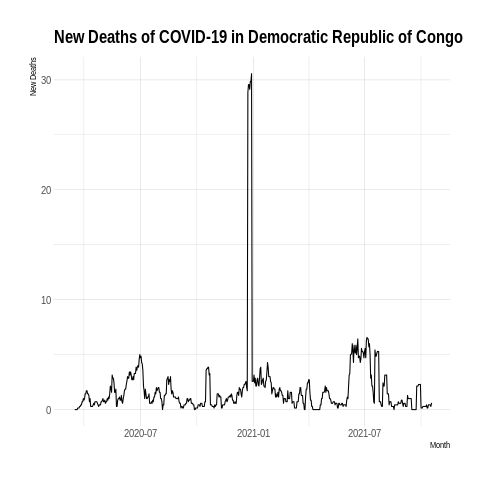 New Deaths of COVID-19 in Democratic Republic of Congo
New Deaths
30
20
10
0
2020-07
2021-01
2021-07
Month